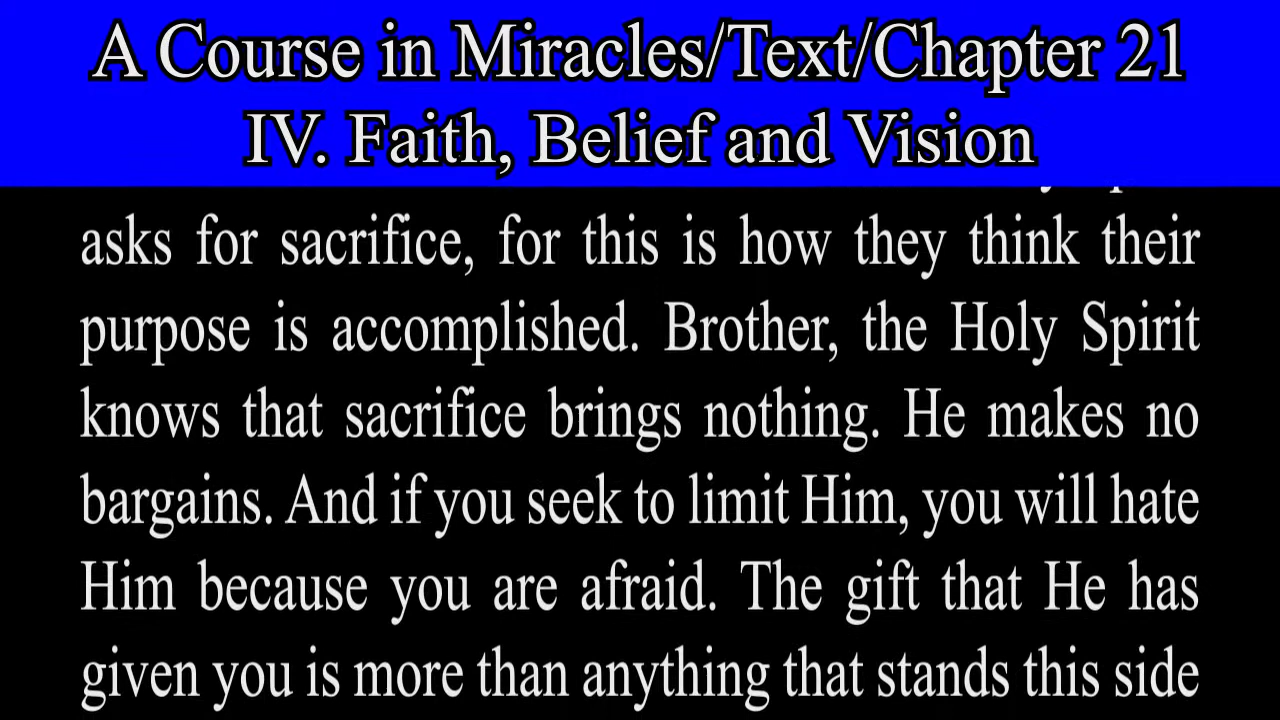 A Course in Miracles/Text/Chapter 21
IV. Faith, Belief and Vision
asks for sacrifice, for this is how they think their
purpose is accomplished. Brother, the Holy Spirit
knows that sacrifice brings nothing. He makes no
bargains. And if you seek to limit Him, you will hate
Him because you are afraid. The gift that He has
given you is more than anything that stands this side